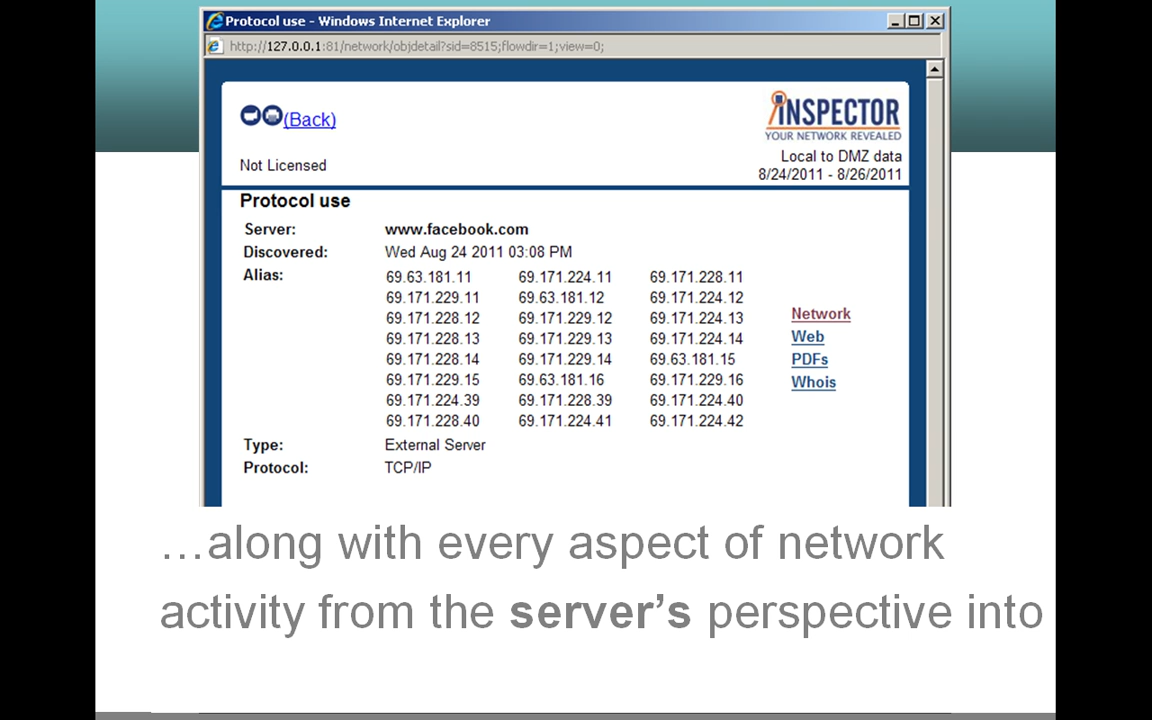 Protocol use - Windows Internet Explorer
http://127.0.0.1:81/network/objdetail?sid=8515;flowdir=1;view=0;
(Back)
INSPECTOR
YOUR NETWORK REVEALED
Not Licensed
Local to DMZ data
8/24/2011 - 8/26/2011
Protocol use
Server: www.facebook.com
Discovered: Wed Aug 24 2011 03:08 PM
Alias: 69.63.181.11 69.171.224.11 69.171.228.11
69.171.229.11 69.63.181.12 69.171.224.12
69.171.228.12 69.171.229.12 69.171.224.13
69.171.228.13 69.171.229.13 69.171.224.14
69.171.228.14 69.171.229.14 69.63.181.15
69.171.229.15 69.63.181.16 69.171.229.16
69.171.224.39 69.171.228.39 69.171.224.40
69.171.228.40 69.171.224.41 69.171.224.42
Network
Web
PDFs
Whois
Type: External Server
Protocol: TCP/IP
…along with every aspect of network
activity from the server’s perspective into